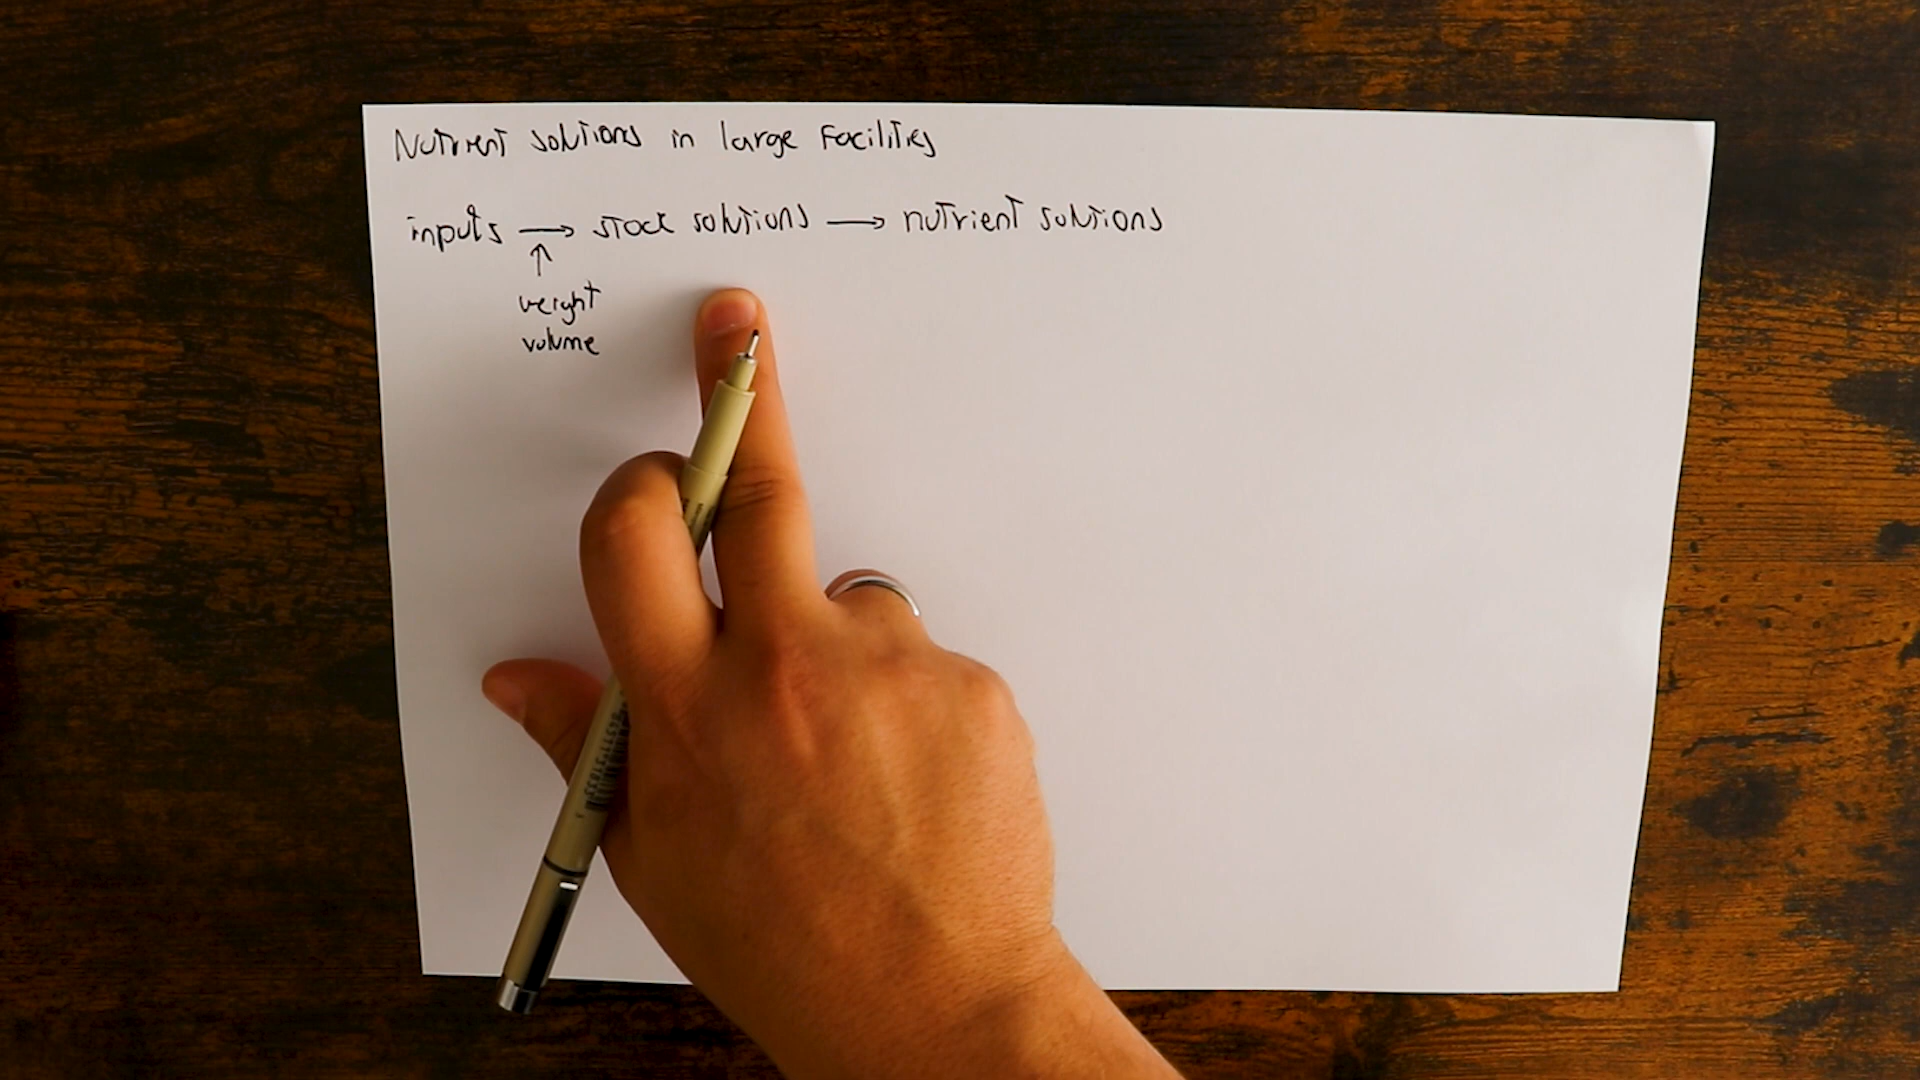 Nutrient solutions in large facilities
inputs → stock solutions → nutrient solutions
↑
weight
volume